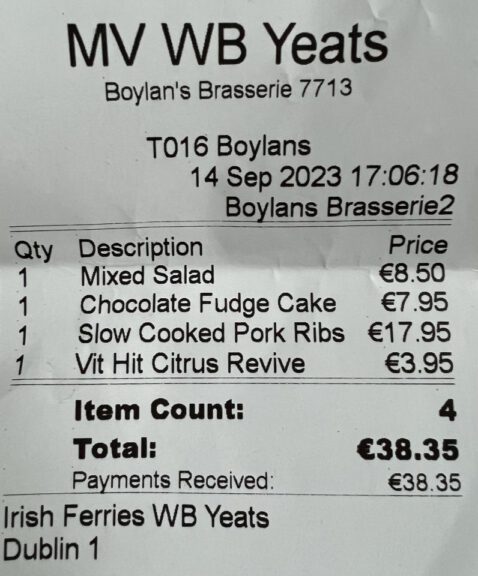 MV WB Yeats
Boylan's Brasserie 7713
T016 Boylans
14 Sep 2023 17:06:18
Boylans Brasserie2
Qty Description Price
1 Mixed Salad €8.50
1 Chocolate Fudge Cake €7.95
1 Slow Cooked Pork Ribs €17.95
1 Vit Hit Citrus Revive €3.95
Item Count: 4
Total: €38.35
Payments Received: €38.35
Irish Ferries WB Yeats
Dublin 1